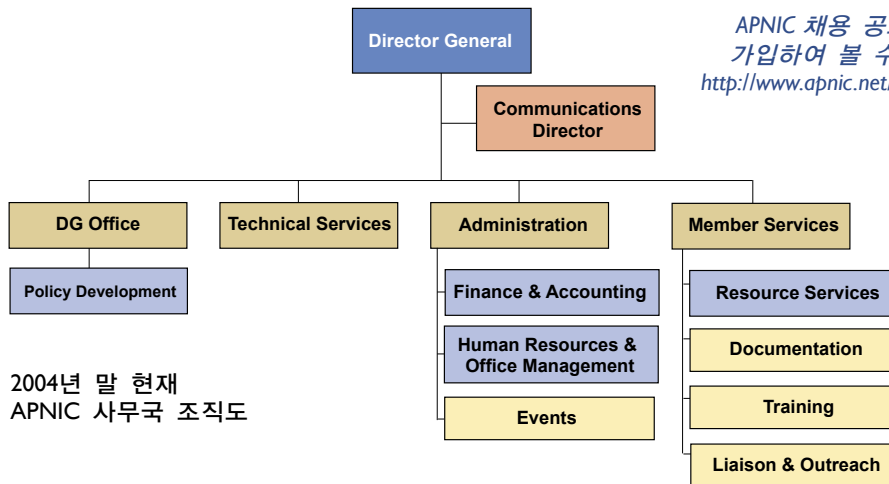 Director General
APNIC 채용
가입하여 볼
http://www.apnic.net
Communications
Director
DG Office
Technical Services
Administration
Member Services
Policy Development
Finance & Accounting
Resource Services
Human Resources &
Office Management
Documentation
Events
Training
Liaison & Outreach
2004년 말 현재
APNIC 사무국 조직도